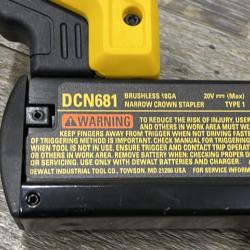 DCN681 BRUSHLESS 18GA 20V (Max)
NARROW CROWN STAPLER TYPE 1
WARNING TO REDUCE THE RISK OF INJURY, USER
AND OTHERS IN WORK AREA MUST WE
KEEP FINGERS AWAY FROM TRIGGER WHEN NOT DRIVING FASTE
OF TRIGGERING METHOD IS IMPORTANT. CHECK MANUAL FOR TRIGGERING
WHEN TOOL IS NOT IN USE. ENSURE TRIGGER AND CONTACT TRIP OPERAT
OR OTHERS IN WORK AREA. REMOVE BATTERY WHEN: CHECKING PROPER OP
OR SERVICING. USE ONLY WITH DEWALT BATTERIES AND CHARGERS.
DEWALT INDUSTRIAL TOOL CO., TOWSON, MD 21286 USA FOR SERVICE INFORM